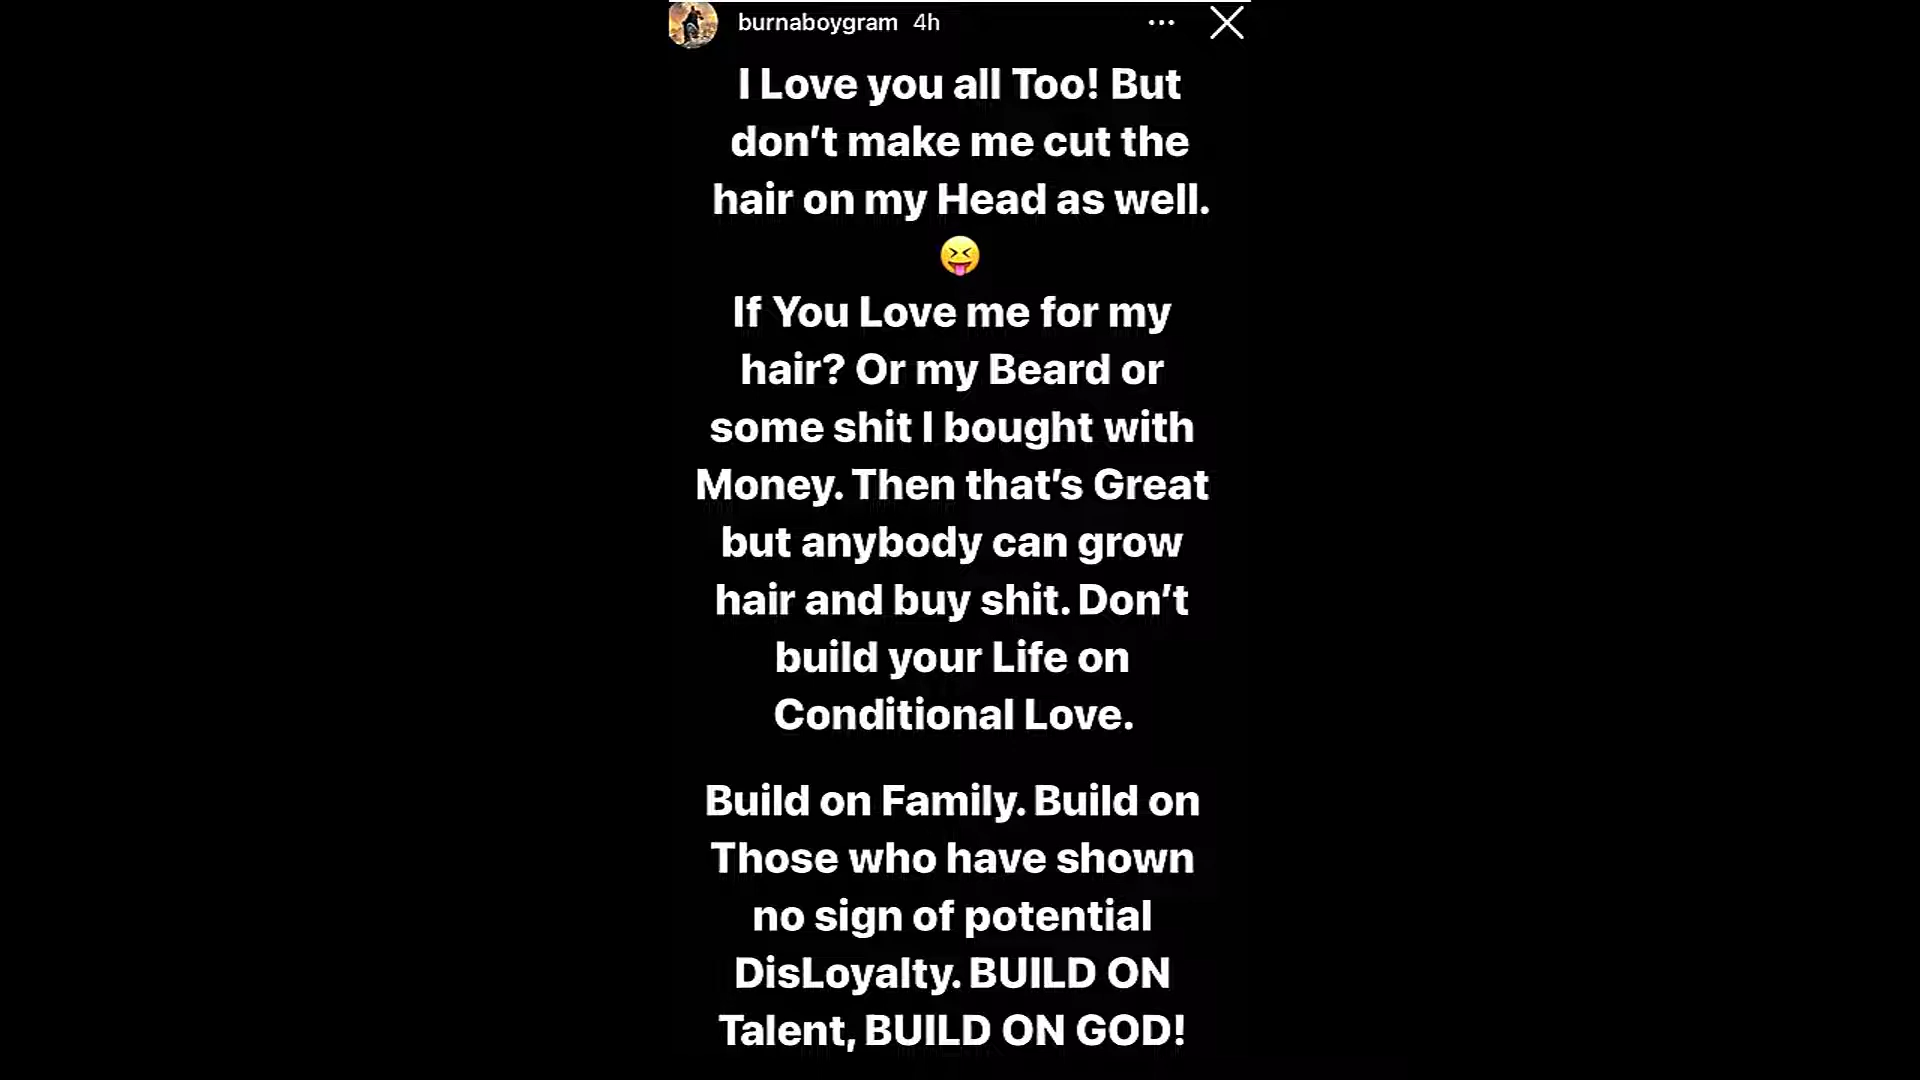 burnaboygram 4h
I Love you all Too! But
don't make me cut the
hair on my Head as well.
😝
If You Love me for my
hair? Or my Beard or
some shit I bought with
Money. Then that's Great
but anybody can grow
hair and buy shit. Don't
build your Life on
Conditional Love.
Build on Family. Build on
Those who have shown
no sign of potential
DisLoyalty. BUILD ON
Talent, BUILD ON GOD!